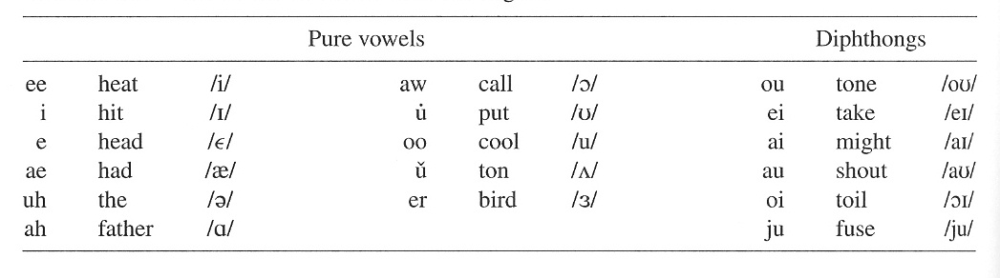 Pure vowels Diphthongs
ee heat /i/ aw call /ɔ/ ou tone /oʊ/
i hit /ɪ/ u̇ put /ʊ/ ei take /eɪ/
e head /ϵ/ oo cool /u/ ai might /aɪ/
ae had /æ/ ŭ ton /ʌ/ au shout /aʊ/
uh the /ə/ er bird /ɜ/ oi toil /ɔɪ/
ah father /ɑ/ ju fuse /ju/